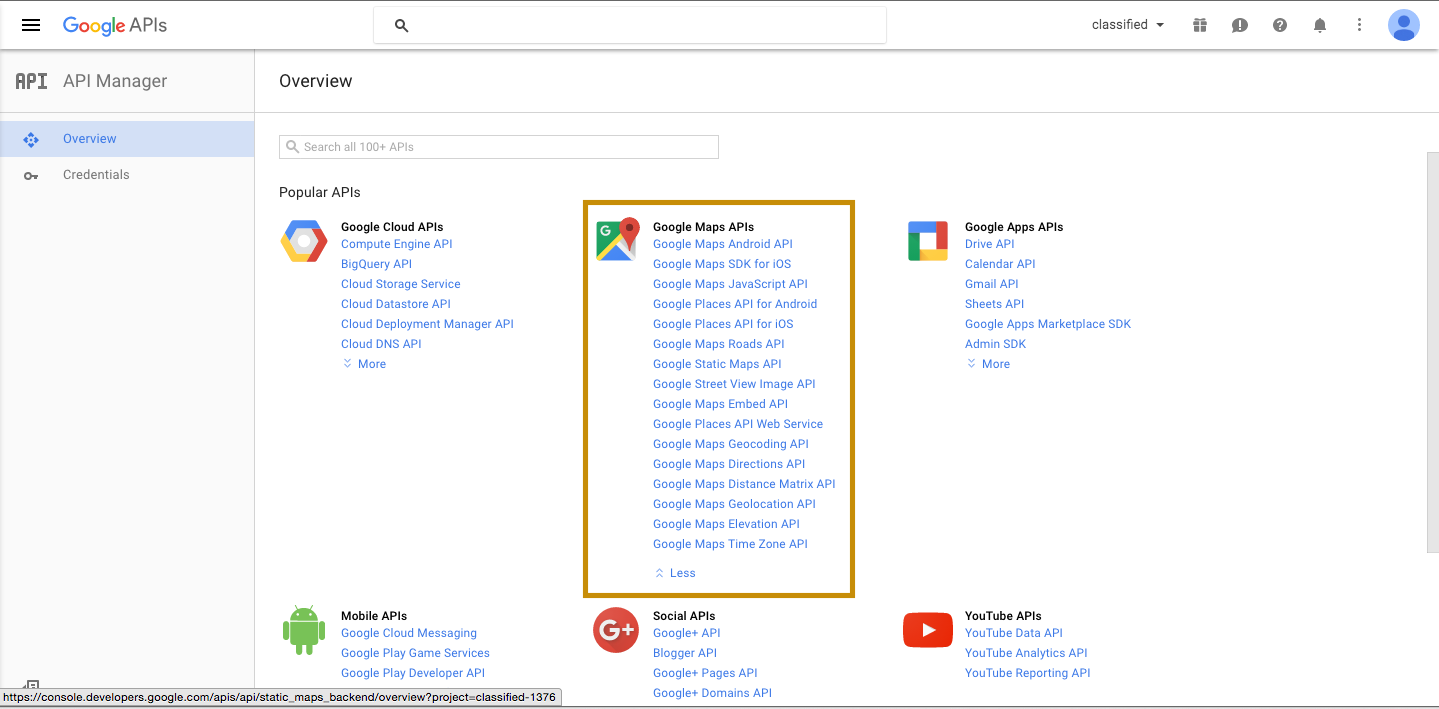 Google APIs
classified
API
API Manager
Overview
Overview
Credentials
Search all 100+ APIs
Popular APIs
Google Cloud APIs
Compute Engine API
BigQuery API
Cloud Storage Service
Cloud Datastore API
Cloud Deployment Manager API
Cloud DNS API
More
G
Google Maps APIs
Google Maps Android API
Google Maps SDK for iOS
Google Maps JavaScript API
Google Places API for Android
Google Places API for iOS
Google Maps Roads API
Google Static Maps API
Google Street View Image API
Google Maps Embed API
Google Places API Web Service
Google Maps Geocoding API
Google Maps Directions API
Google Maps Distance Matrix API
Google Maps Geolocation API
Google Maps Elevation API
Google Maps Time Zone API
Less
Google Apps APIs
Drive API
Calendar API
Gmail API
Sheets API
Google Apps Marketplace SDK
Admin SDK
More
Mobile APIs
Google Cloud Messaging
Google Play Game Services
Google Play Developer API
G+
Social APIs
Google+ API
Blogger API
Google+ Pages API
Google+ Domains API
YouTube APIs
YouTube Data API
YouTube Analytics API
YouTube Reporting API
https://console.developers.google.com/apis/api/static_maps_backend/overview?project=classified-1376